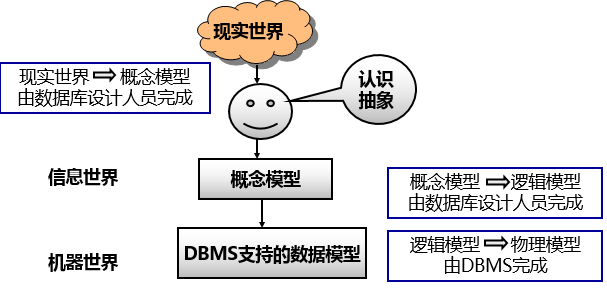 现实世界
现实世界⇒概念模型
由数据库设计人员完成
认识
抽象
信息世界
概念模型
概念模型⇒逻辑模型
由数据库设计人员完成
机器世界
DBMS支持的数据模型
逻辑模型⇒物理模型
由DBMS完成